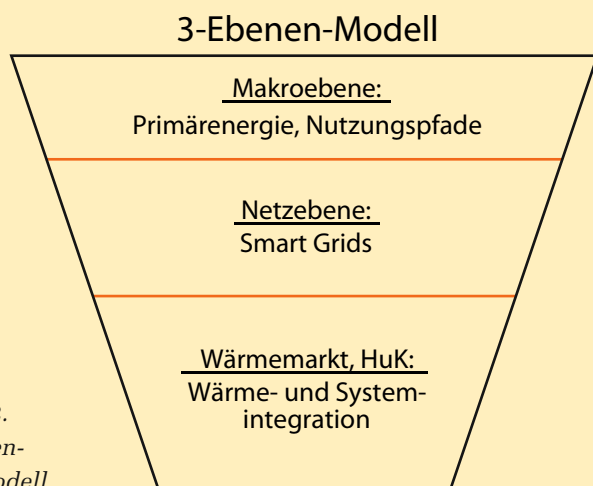 3-Ebenen-Modell
Makroebene:
Primärenergie, Nutzungspfade
Netzebene:
Smart Grids
Wärmemarkt, HuK:
Wärme- und System-
integration